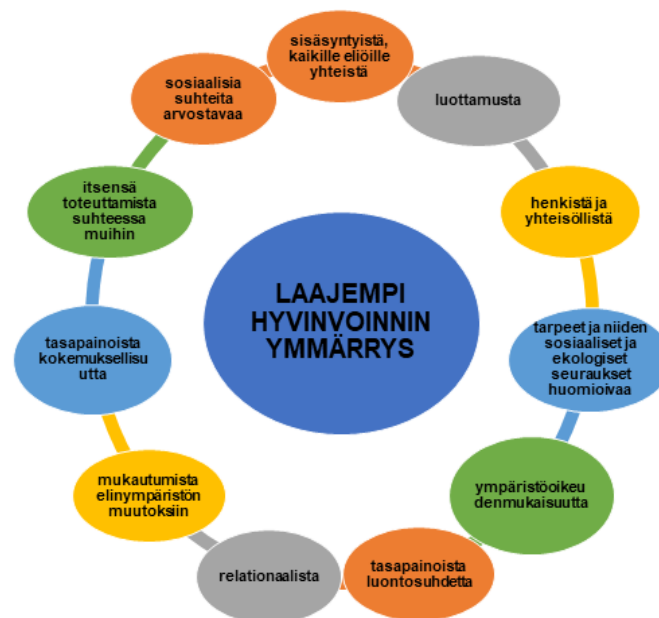 sisäsyntyistä,
kaikille eliöille
yhteistä
luottamusta
henkistä ja
yhteisöllistä
tarpeet ja niiden
sosiaaliset ja
ekologiset
seuraukset
huomioivaa
ympäristöoikeu
denmukaisuutta
tasapainoista
luontosuhdetta
relationaalista
mukautumista
elinympäristön
muutoksiin
tasapainoista
kokemuksellisu
utta
itsensä
toteuttamista
suhteessa
muihin
sosiaalisia
suhteita
arvostavaa
LAAJEMPI
HYVINVOINNIN
YMMÄRRYS